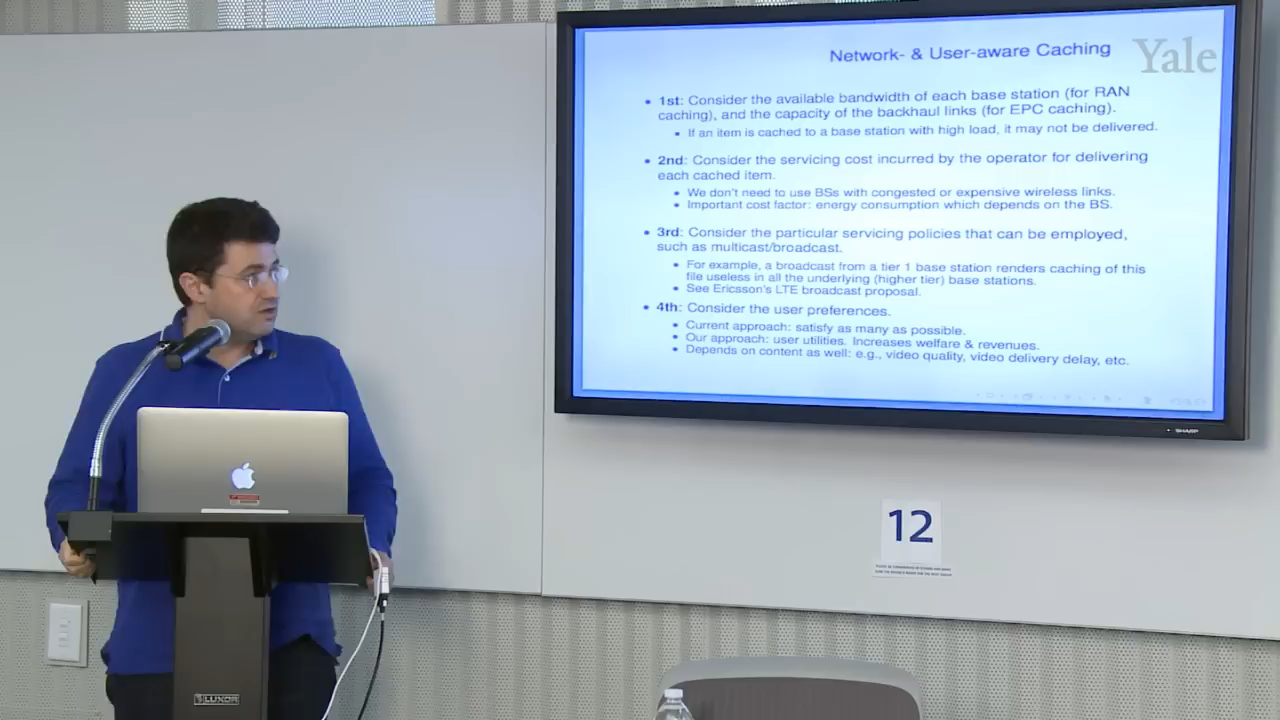 Network- & User-aware Caching
Yale
• 1st: Consider the available bandwidth of each base station (for RAN
caching), and the capacity of the backhaul links (for EPC caching).
• If an item is cached to a base station with high load, it may not be delivered.
• 2nd: Consider the servicing cost incurred by the operator for delivering
each cached item.
• We don't need to use BSs with congested or expensive wireless links.
• Important cost factor: energy consumption which depends on the BS.
• 3rd: Consider the particular servicing policies that can be employed,
such as multicast/broadcast.
• For example, a broadcast from a tier 1 base station renders caching of this
file useless in all the underlying (higher tier) base stations.
• See Ericsson's LTE broadcast proposal.
• 4th: Consider the user preferences.
• Current approach: satisfy as many as possible.
• Our approach: user utilities. Increases welfare & revenues.
• Depends on content as well: e.g., video quality, video delivery delay, etc.
SHARP
12
LUXOR